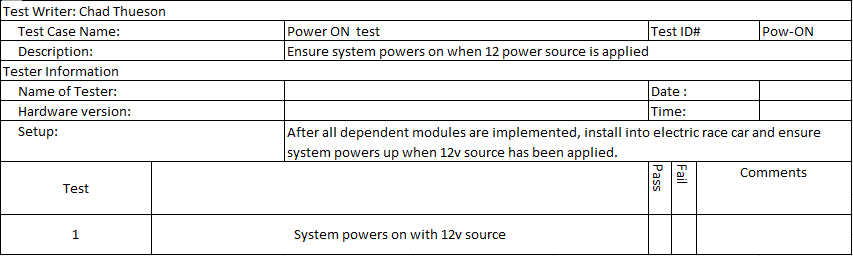 Test Writer: Chad Thueson
Test Case Name: Power ON  test Test ID# Pow-ON
Description: Ensure system powers on when 12 power source is applied
Tester Information
Name of Tester: Date :
Hardware version: Time:
Setup: After all dependent modules are implemented, install into electric race car and ensure
system powers up when 12v source has been applied.
Test Pass Fail Comments
1 System powers on with 12v source